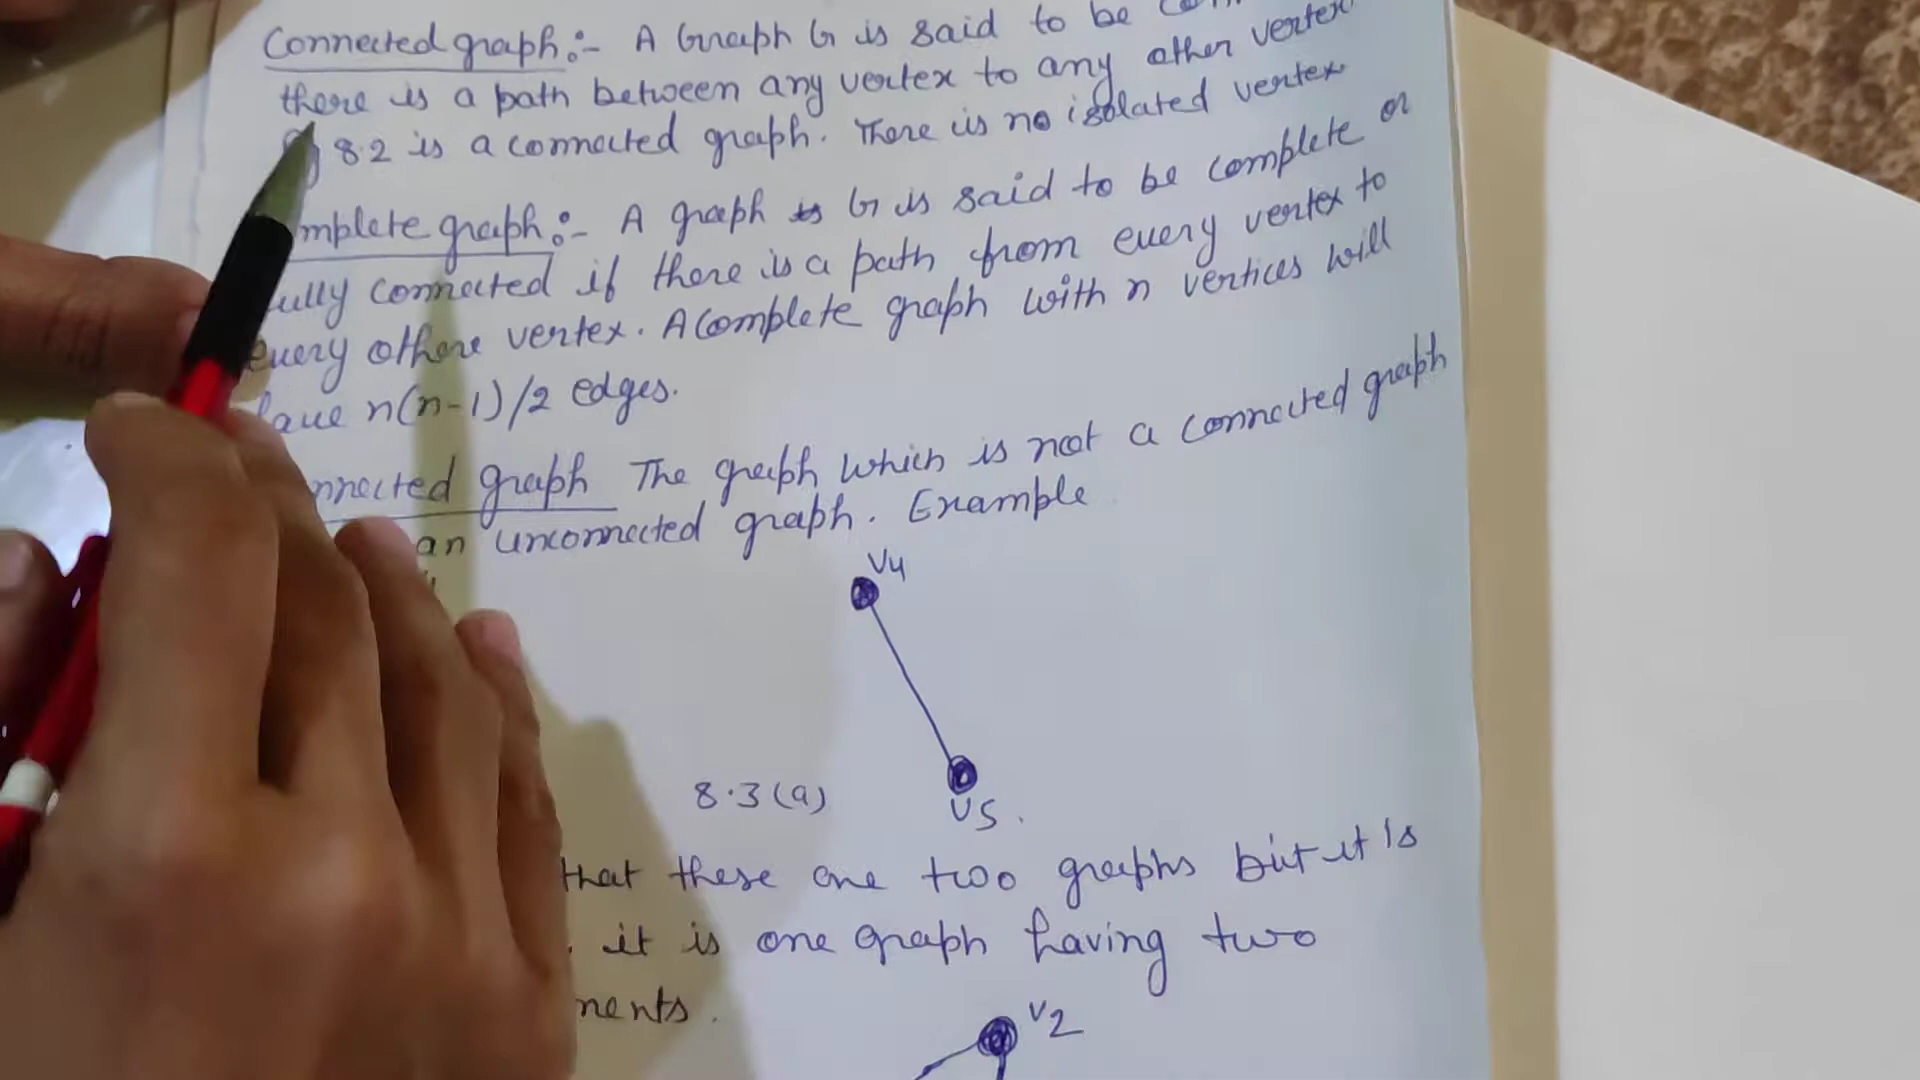 Connected graph:- A Graph G is said to be
there is a path between any vertex to any other vertex
8.2 is a connected graph. There is no isolated vertex
mplete graph:- A graph is G is said to be complete or
ully connected if there is a path from every vertex to
every othere vertex. A Complete graph with n vertices will
have n(n-1)/2 edges.
nnected graph The graph which is not a connected graph
an unconnected graph. Example
V4
8.3(a)
V5.
that these one two graphs but it is
. it is one graph having two
nents.
V2